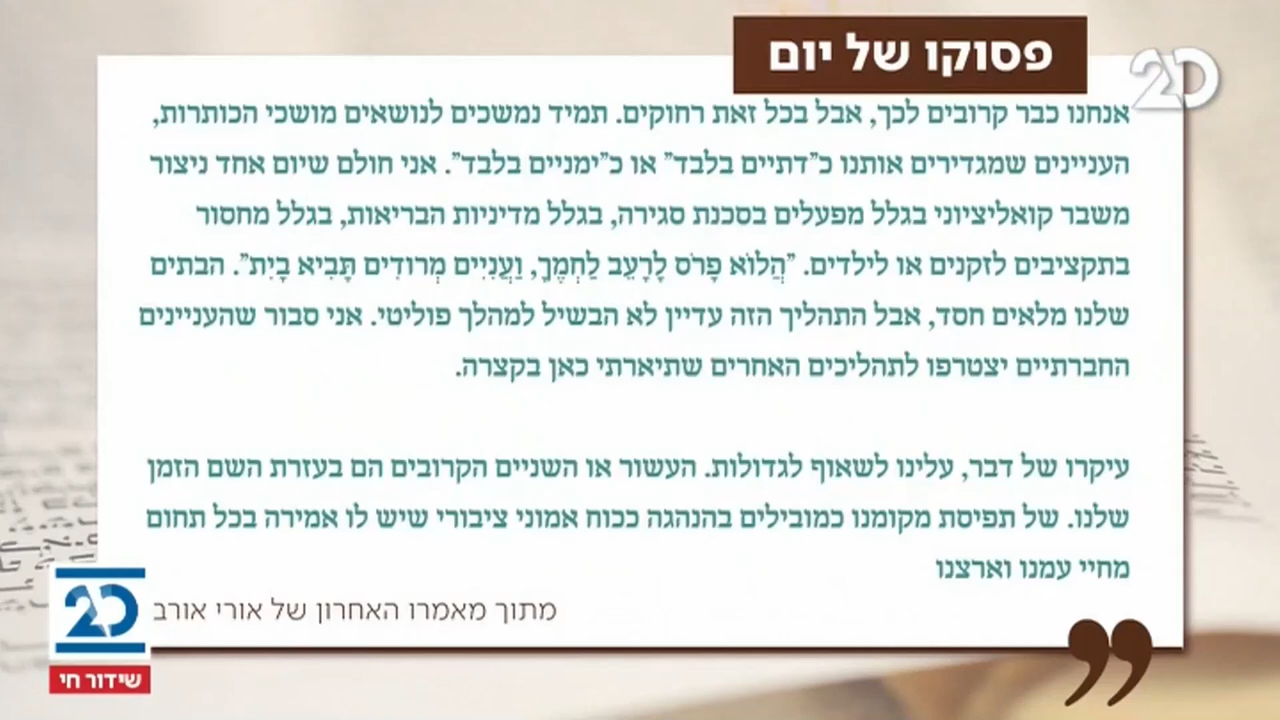 פסוקו של יום
20
אנחנו כבר קרובים לכך, אבל בכל זאת רחוקים. תמיד נמשכים לנושאים מושכי הכותרות,
העניינים שמגדירים אותנו כ"דתיים בלבד" או כ"ימניים בלבד". אני חולם שיום אחד ניצור
משבר קואליציוני בגלל מפעלים בסכנת סגירה, בגלל מדיניות הבריאות, בגלל מחסור
בתקציבים לזקנים או לילדים. "הֲלוֹא פָרֹס לָרָעֵב לַחְמֶךָ, וַעֲנִיִּים מְרוּדִים תָּבִיא בָיִת". הבתים
שלנו מלאים חסד, אבל התהליך הזה עדיין לא הבשיל למהלך פוליטי. אני סבור שהעניינים
החברתיים יצטרפו לתהליכים האחרים שתיארתי כאן בקצרה.
עיקרו של דבר, עלינו לשאוף לגדולות. העשור או השניים הקרובים הם בעזרת השם הזמן
שלנו. של תפיסת מקומנו כמובילים בהנהגה ככוח אמוני ציבורי שיש לו אמירה בכל תחום
מחיי עמנו וארצנו
מתוך מאמרו האחרון של אורי אורב
20
שידור חי